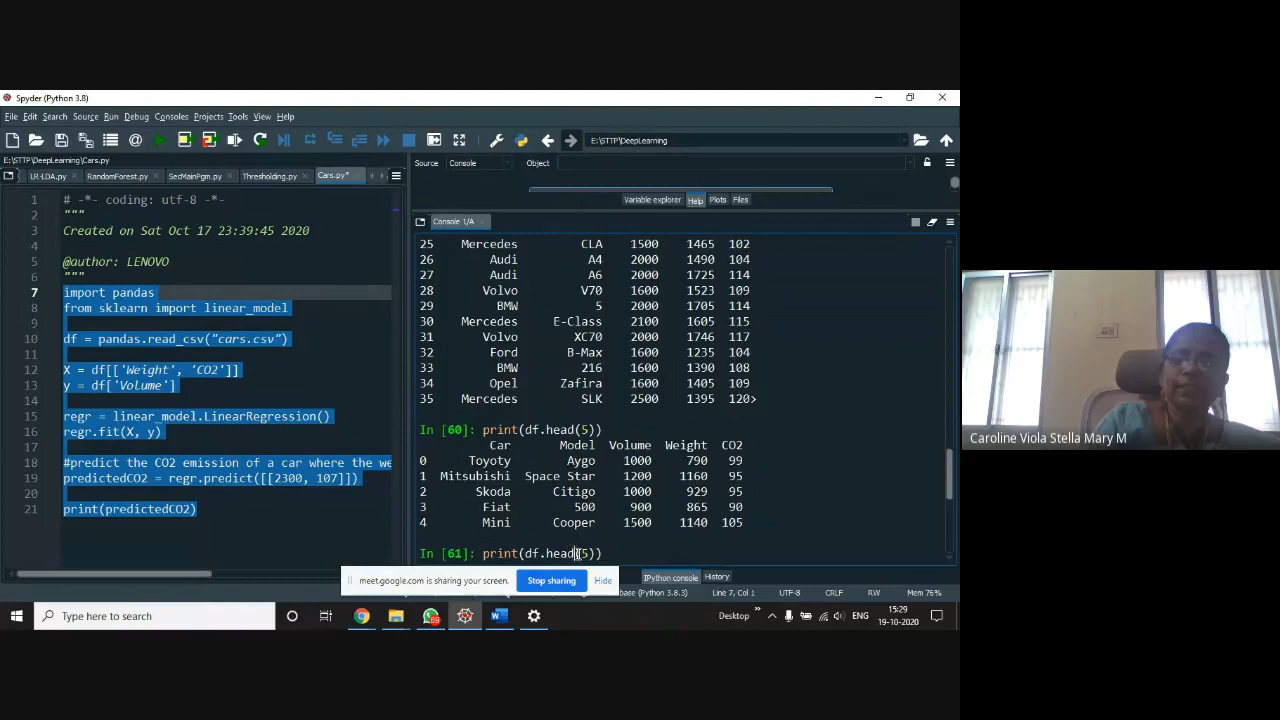 Spyder (Python 3.8)
File Edit Search Source Run Debug Consoles Projects Tools View Help
E:\STTP\DeepLearning
E:\STTP\DeepLearning\Cars.py
Source Console Object
LR-LDA.py RandomForest.py SecMainPgm.py Thresholding.py Cars.py*
Variable explorer Help Plots Files
Console 1/A
1 # -*- coding: utf-8 -*-
2 """
3 Created on Sat Oct 17 23:39:45 2020
4
5 @author: LENOVO
6 """
7 import pandas
8 from sklearn import linear_model
9
10 df = pandas.read_csv("cars.csv")
11
12 X = df[['Weight', 'CO2']]
13 y = df['Volume']
14
15 regr = linear_model.LinearRegression()
16 regr.fit(X, y)
17
18 #predict the CO2 emission of a car where the we
19 predictedCO2 = regr.predict([[2300, 107]])
20
21 print(predictedCO2)
25 Mercedes CLA 1500 1465 102
26 Audi A4 2000 1490 104
27 Audi A6 2000 1725 114
28 Volvo V70 1600 1523 109
29 BMW 5 2000 1705 114
30 Mercedes E-Class 2100 1605 115
31 Volvo XC70 2000 1746 117
32 Ford B-Max 1600 1235 104
33 BMW 216 1600 1390 108
34 Opel Zafira 1600 1405 109
35 Mercedes SLK 2500 1395 120>
In [60]: print(df.head(5))
Car Model Volume Weight CO2
0 Toyoty Aygo 1000 790 99
1 Mitsubishi Space Star 1200 1160 95
2 Skoda Citigo 1000 929 95
3 Fiat 500 900 865 90
4 Mini Cooper 1500 1140 105
In [61]: print(df.head(5))
IPython console History
meet.google.com is sharing your screen. Stop sharing Hide
base (Python 3.8.3) Line 7, Col 1 UTF-8 CRLF RW Mem 76%
Type here to search
69
Desktop ENG 15:29
19-10-2020
Caroline Viola Stella Mary M